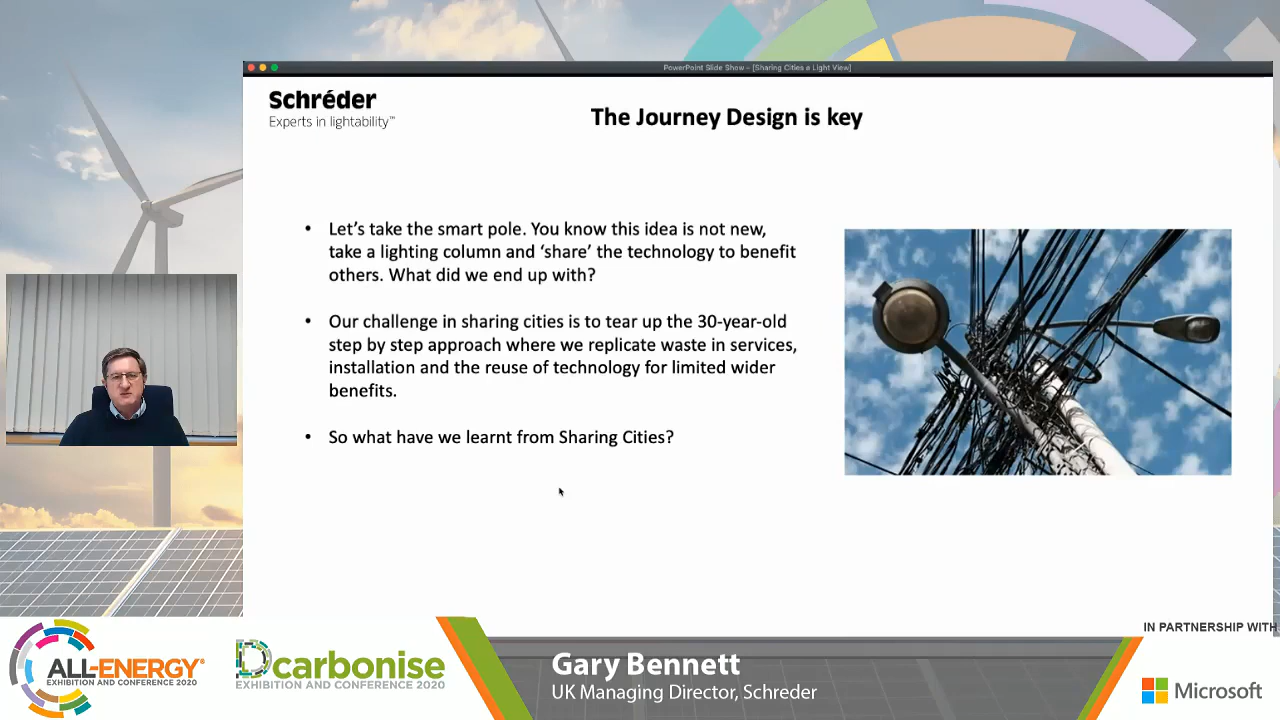 PowerPoint Slide Show – [Sharing Cities a Light View]
Schréder
Experts in lightability™
The Journey Design is key
• Let's take the smart pole. You know this idea is not new,
take a lighting column and ‘share’ the technology to benefit
others. What did we end up with?
• Our challenge in sharing cities is to tear up the 30-year-old
step by step approach where we replicate waste in services,
installation and the reuse of technology for limited wider
benefits.
• So what have we learnt from Sharing Cities?
ALL-ENERGY®
EXHIBITION AND CONFERENCE 2020
Dcarbonise
EXHIBITION AND CONFERENCE 2020
Gary Bennett
UK Managing Director, Schreder
IN PARTNERSHIP WITH
Microsoft